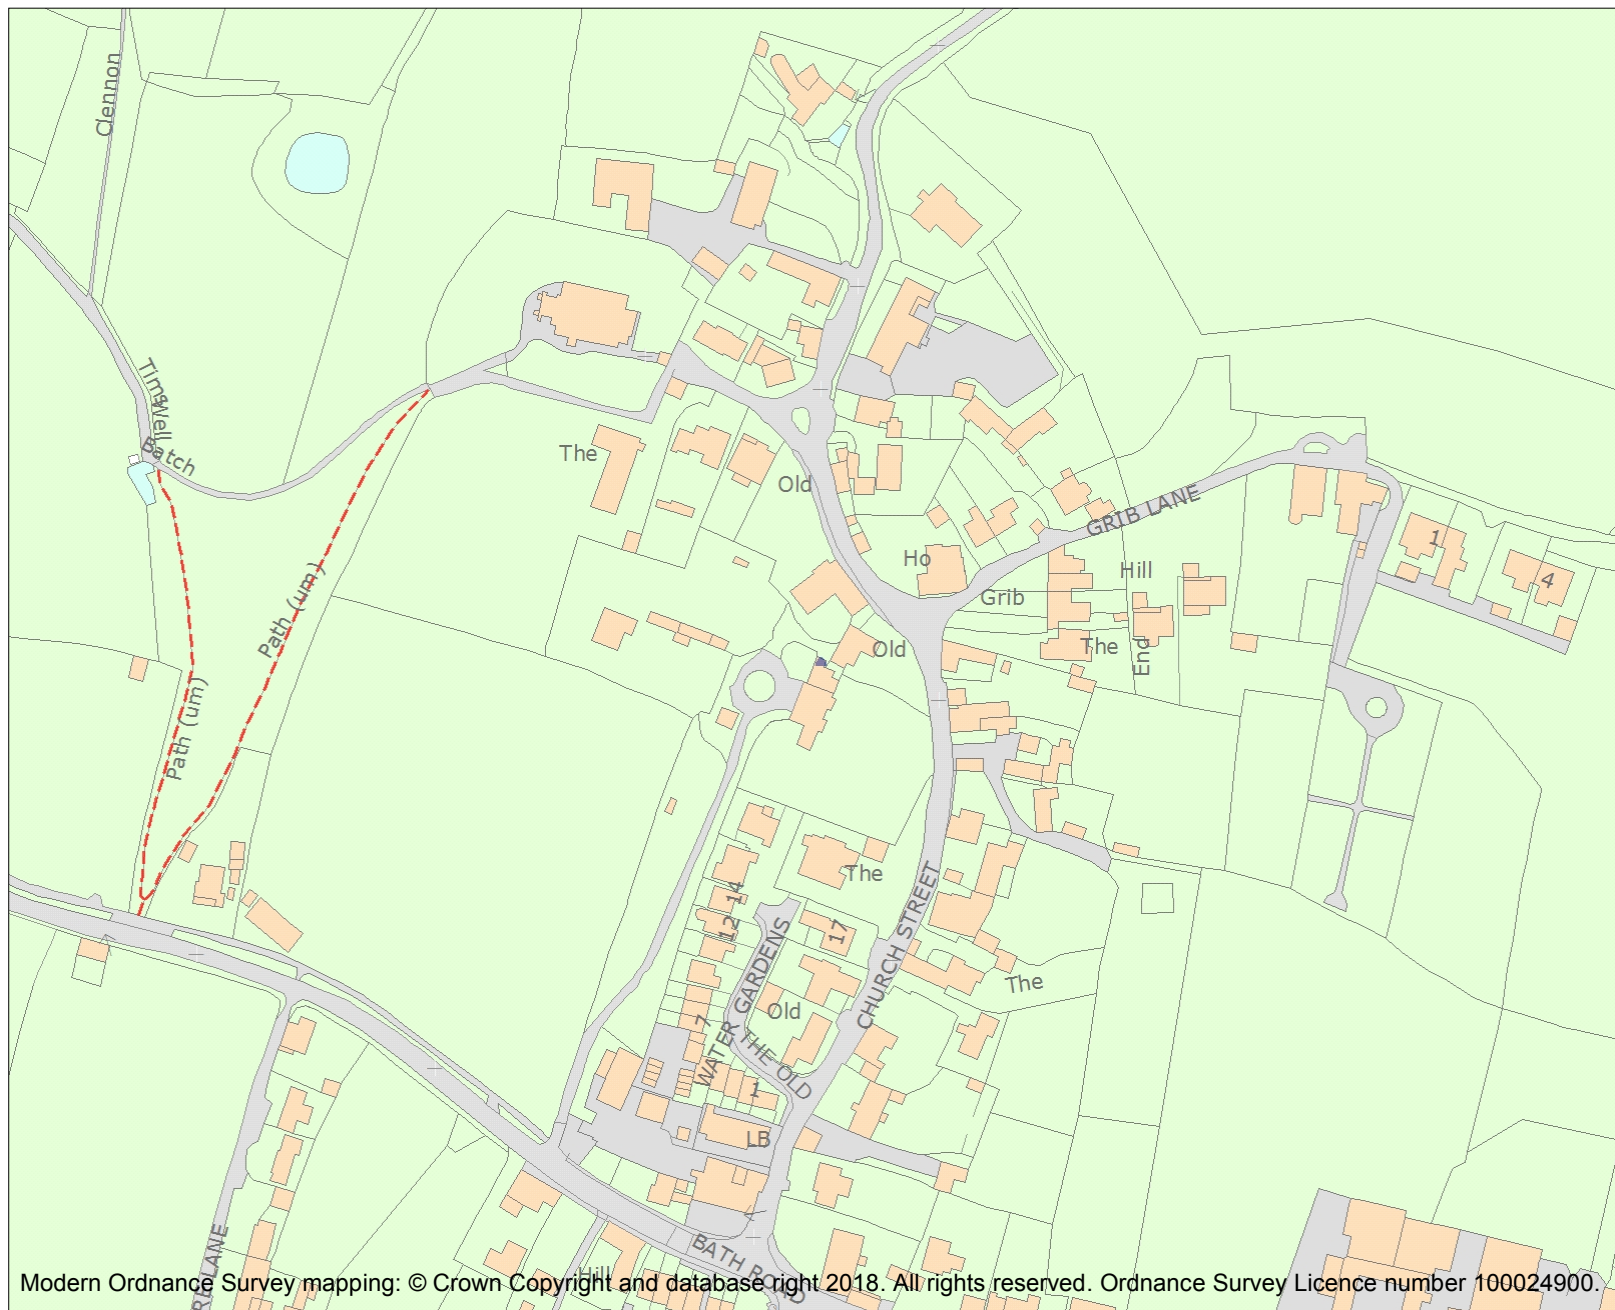 Clennon
Tims
Well
Batch
The
Old
GRIB LANE
1
4
Ho
Hill
Grib
The
End
Old
Path (um)
Path (um)
The
14
12
17
CHURCH STREET
WATER GARDENS
The
Old
7
THE OLD
1
LB
LANE
BATH ROAD
Hill
Modern Ordnance Survey mapping: © Crown Copyright and database right 2018. All rights reserved. Ordnance Survey Licence number 100024900.